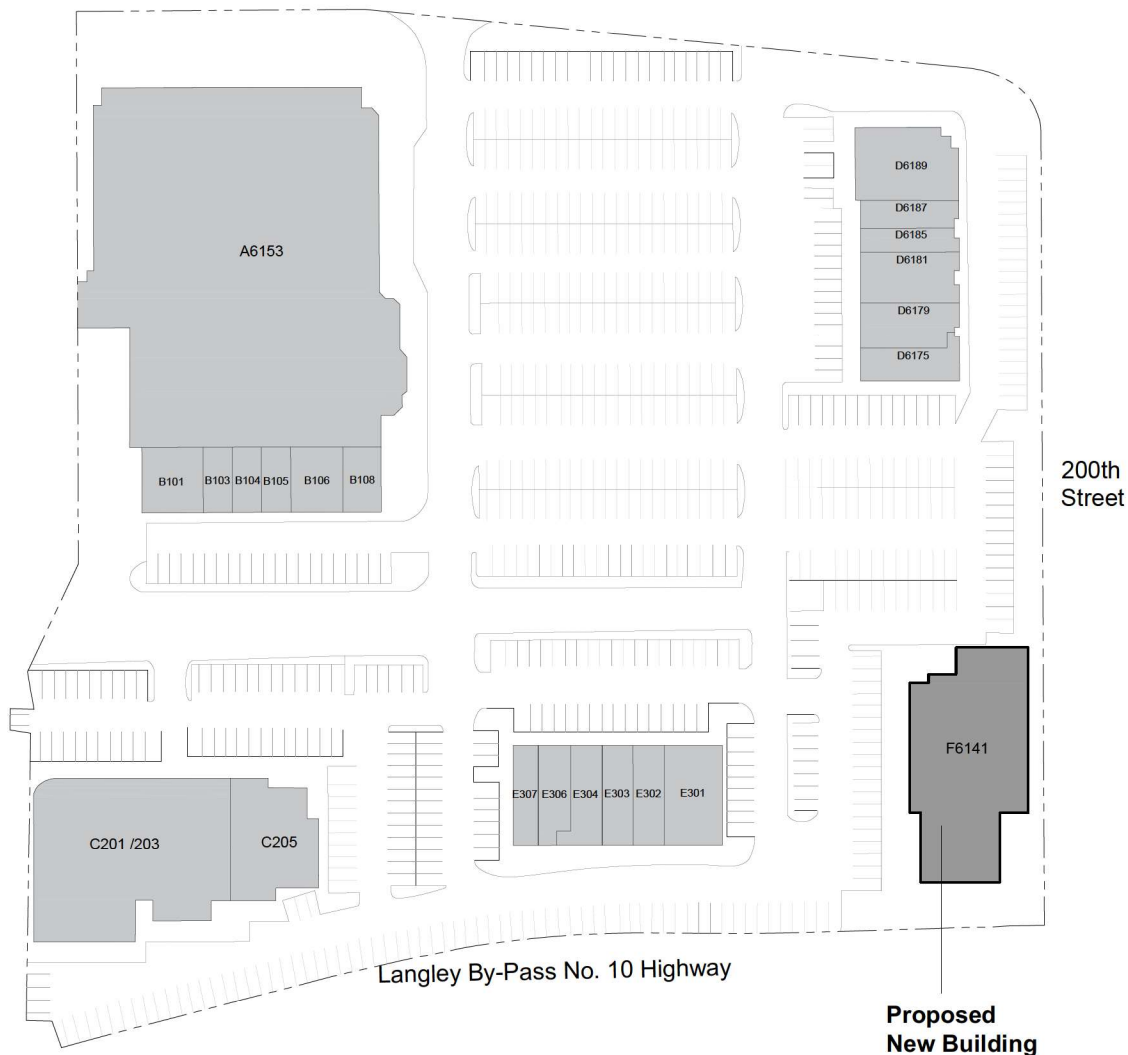 D6189
D6187
D6185
A6153
D6181
D6179
D6175
200th
Street
B101
B103
B104
B105
B106
B108
F6141
E307
E306
E304
E303
E302
E301
C201 /203
C205
Langley By-Pass No. 10 Highway
Proposed
New Building